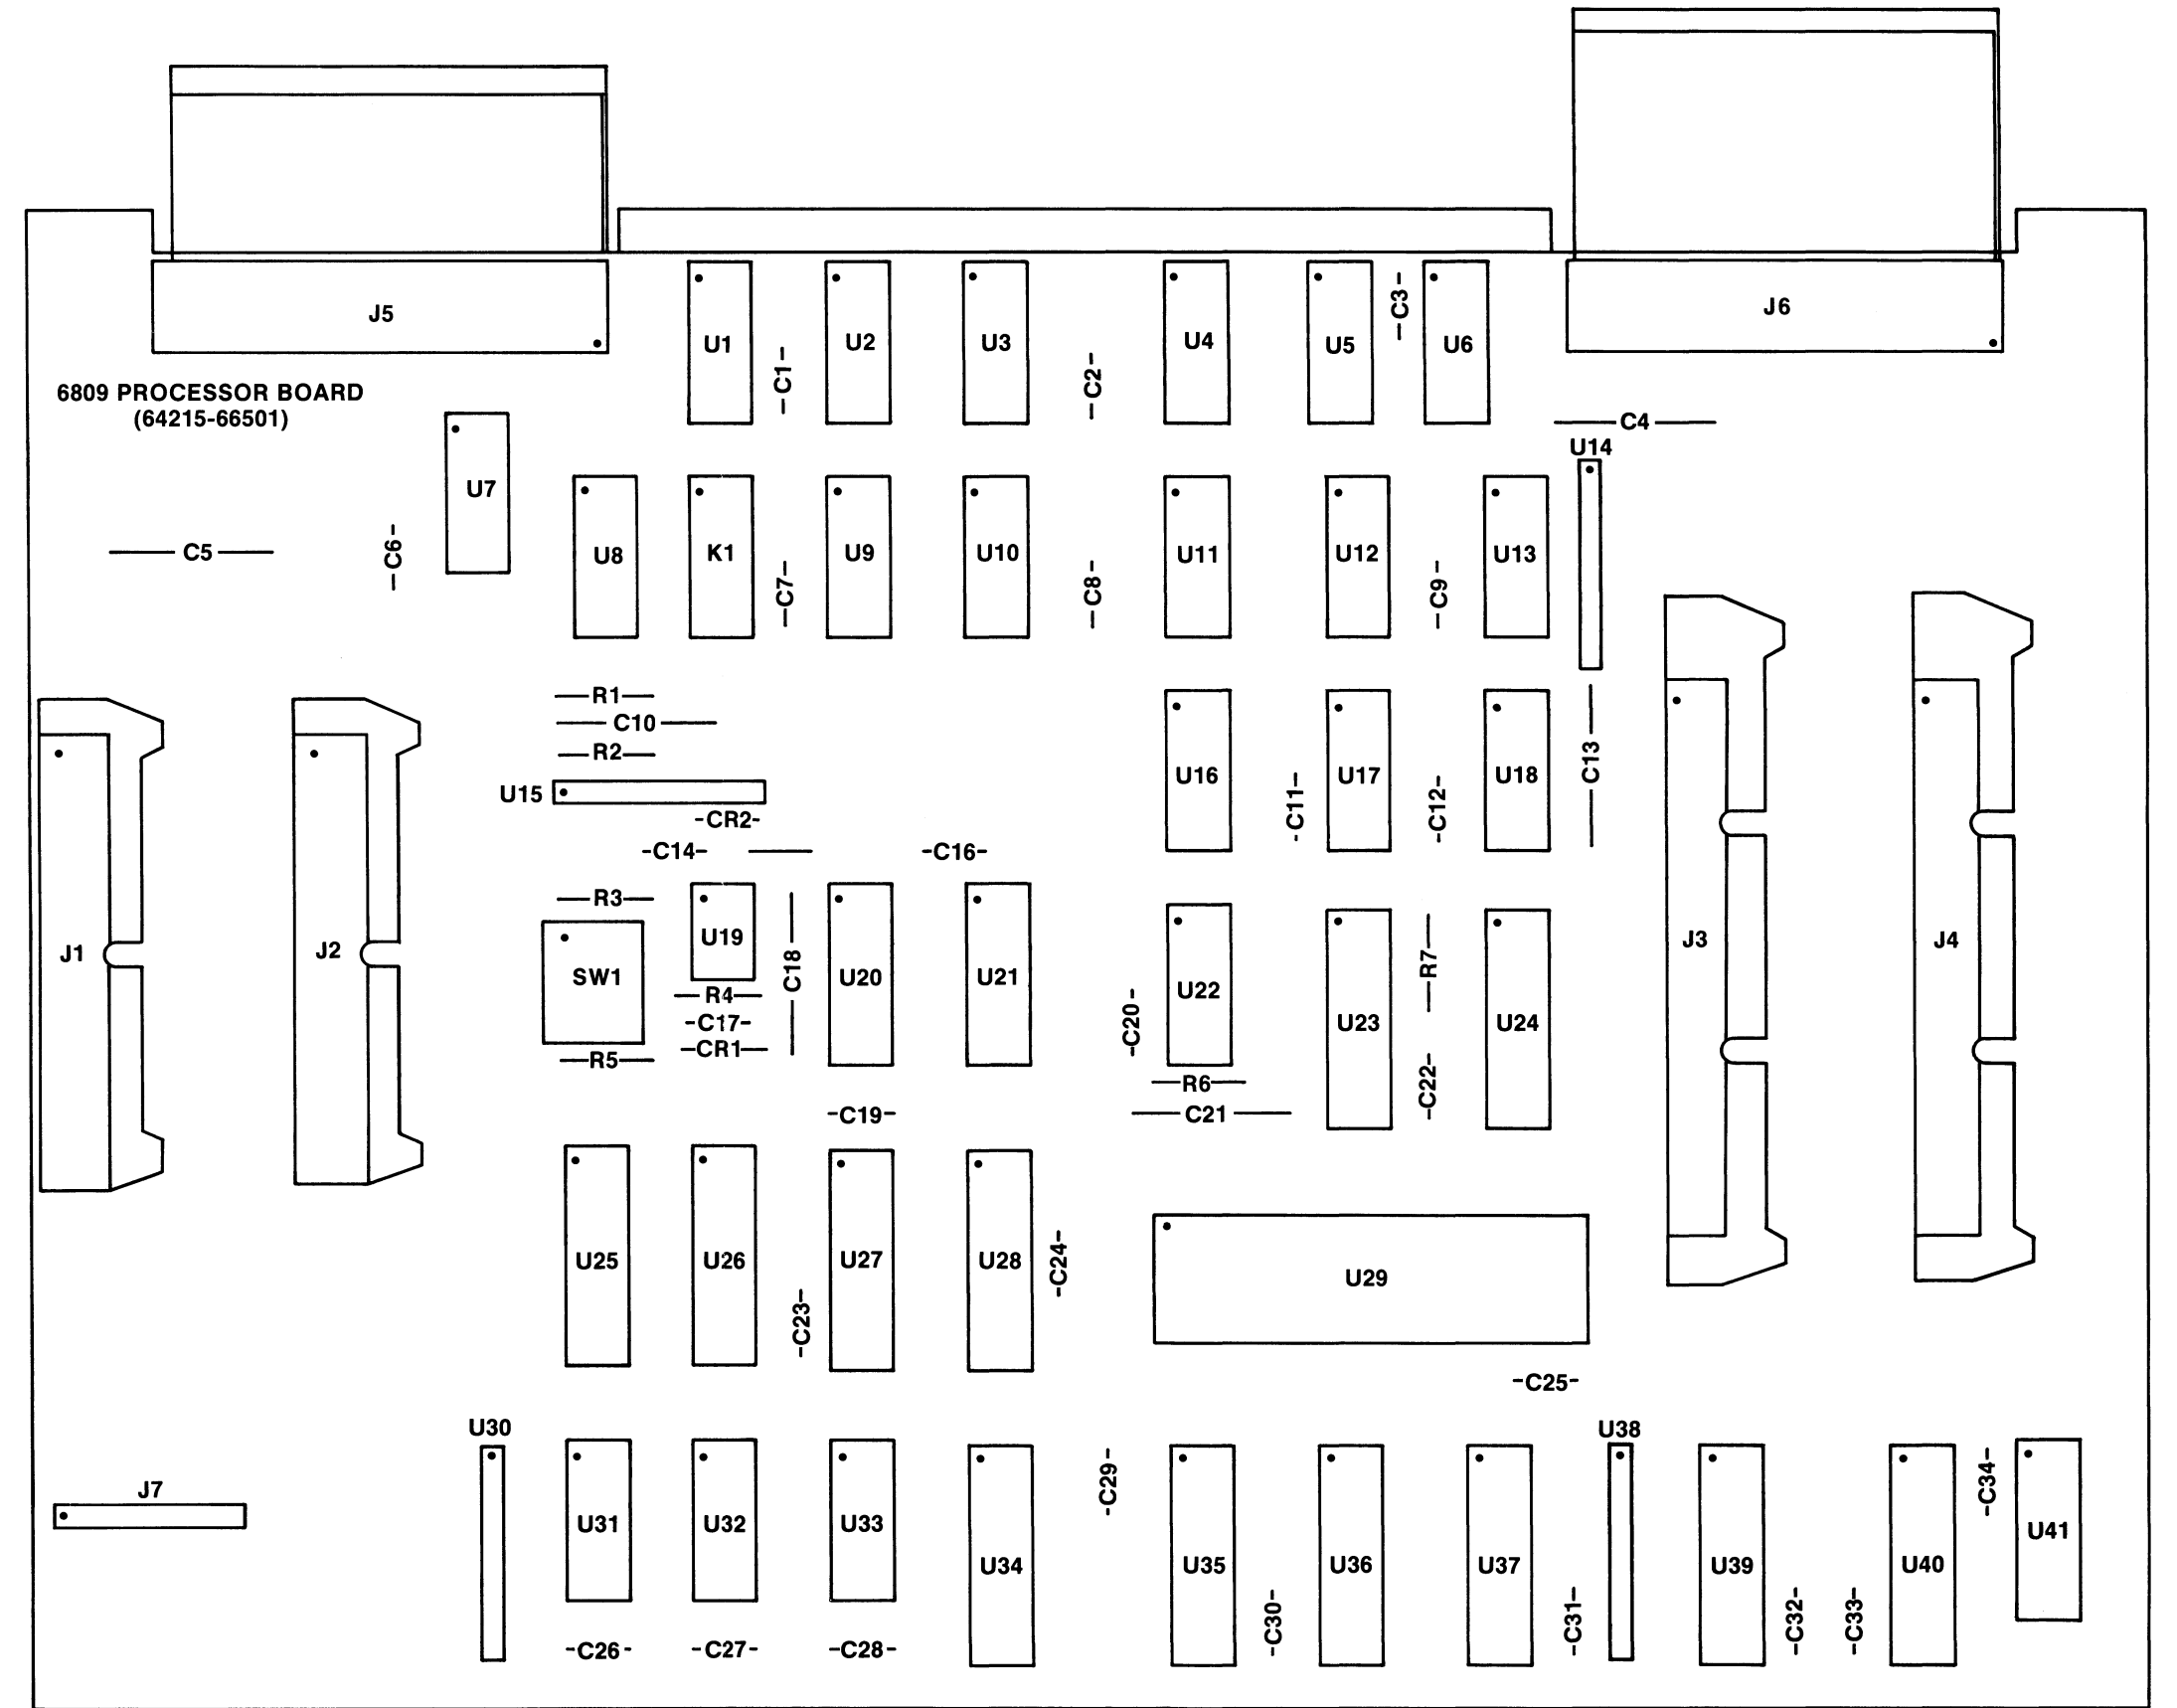 J5
J6
U1
U2
U3
U4
U5
U6
-C1-
-C2-
-C3-
6809 PROCESSOR BOARD
(64215-66501)
C4
U14
U7
C5
-C6-
U8
K1
U9
U10
U11
U12
U13
-C7-
-C8-
-C9-
R1
C10
R2
U15
-CR2-
-C14-
-C16-
U16
U17
U18
-C11-
-C12-
C13
R3
U19
SW1
C18
U20
U21
R4
-C17-
-CR1-
R5
-C19-
U22
-C20-
U23
R7
U24
-C22-
R6
C21
J1
J2
J3
J4
U25
U26
U27
U28
-C23-
-C24-
U29
-C25-
U30
U38
J7
U31
U32
U33
U34
-C29-
U35
U36
U37
-C30-
-C31-
U39
U40
-C32-
-C33-
-C34-
U41
-C26-
-C27-
-C28-